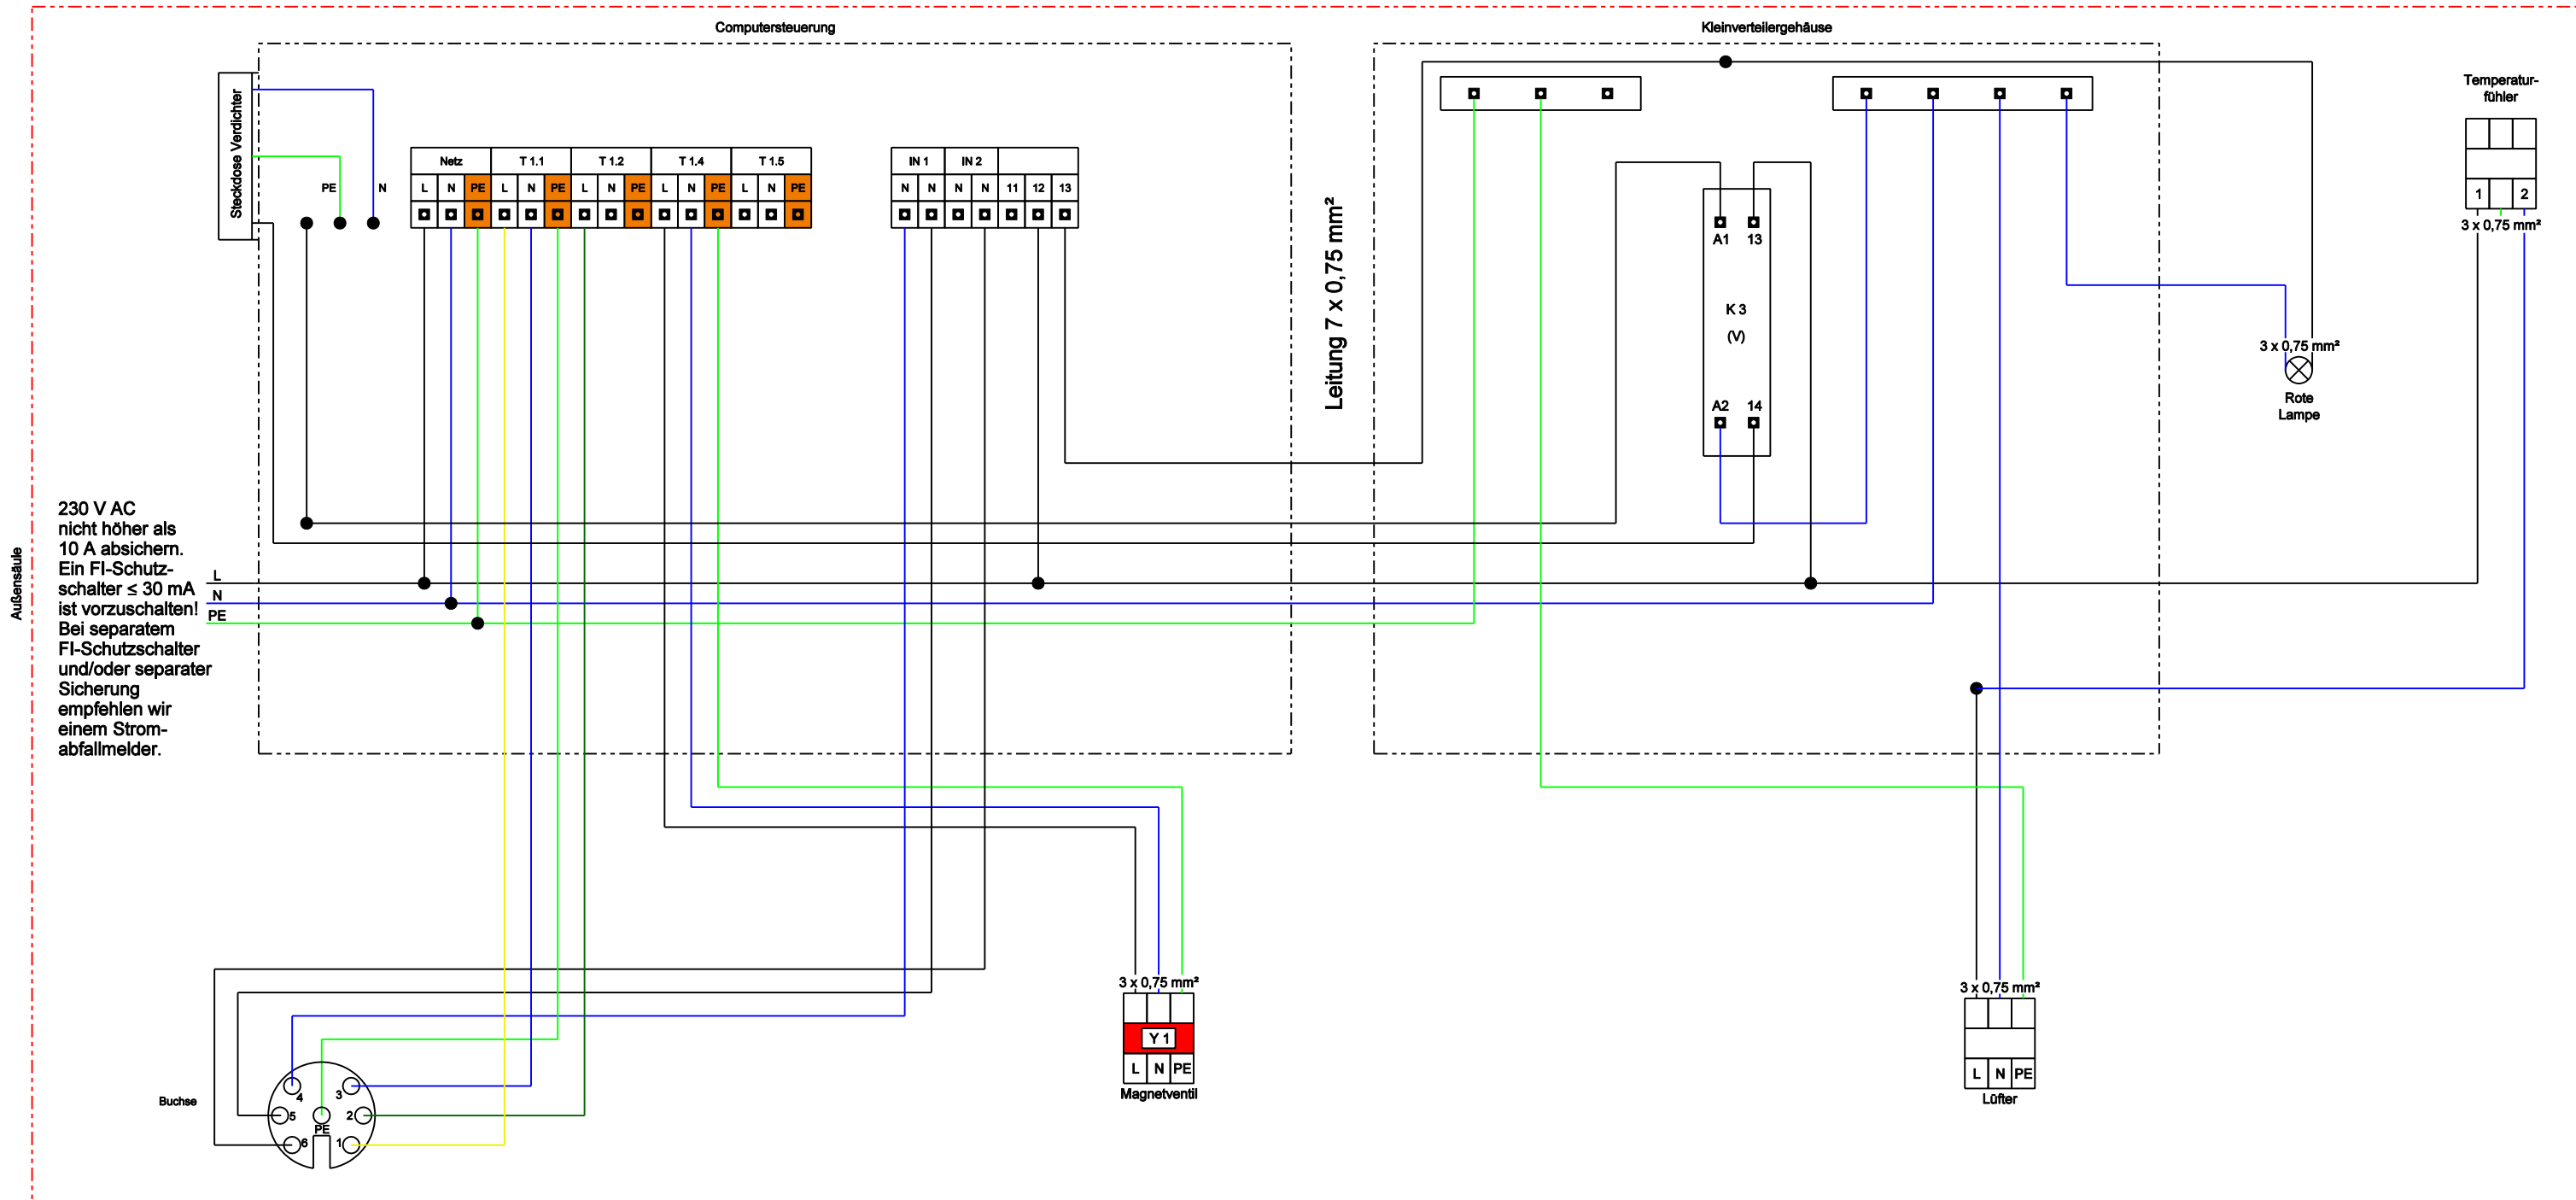 Computersteuerung
Kleinverteilergehäuse
Steckdose Verdichter
PE N
Netz T 1.1 T 1.2 T 1.4 T 1.5
L N PE L N PE L N PE L N PE L N PE
IN 1 IN 2
N N N N 11 12 13
Leitung 7 x 0,75 mm²
A1 13
K 3
(V)
A2 14
Temperatur-
fühler
1 2
3 x 0,75 mm²
3 x 0,75 mm²
Rote
Lampe
Außensäule
230 V AC
nicht höher als
10 A absichern.
Ein FI-Schutz-
schalter ≤ 30 mA
ist vorzuschalten!
Bei separatem
FI-Schutzschalter
und/oder separater
Sicherung
empfehlen wir
einem Strom-
abfallmelder.
L
N
PE
Buchse
4 3
5 2
PE
6 1
3 x 0,75 mm²
Y 1
L N PE
Magnetventil
3 x 0,75 mm²
L N PE
Lüfter